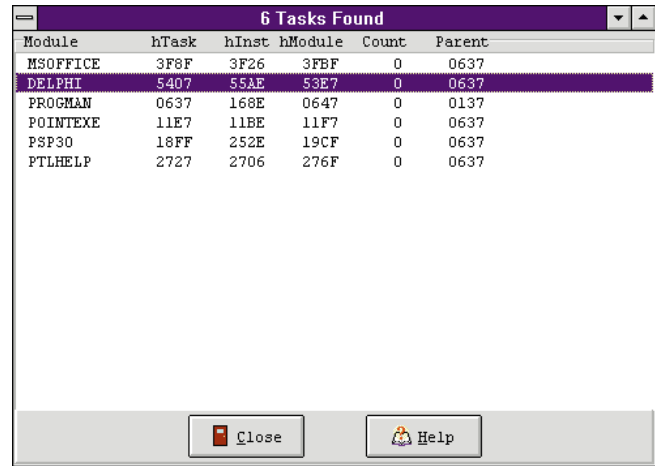 6 Tasks Found
Module hTask hInst hModule Count Parent
MSOFFICE 3F8F 3F26 3FBF 0 0637
DELPHI 5407 55AE 53E7 0 0637
PROGMAN 0637 168E 0647 0 0137
POINTEXE 11E7 11BE 11F7 0 0637
PSP30 18FF 252E 19CF 0 0637
PTLHELP 2727 2706 276F 0 0637
Close Help